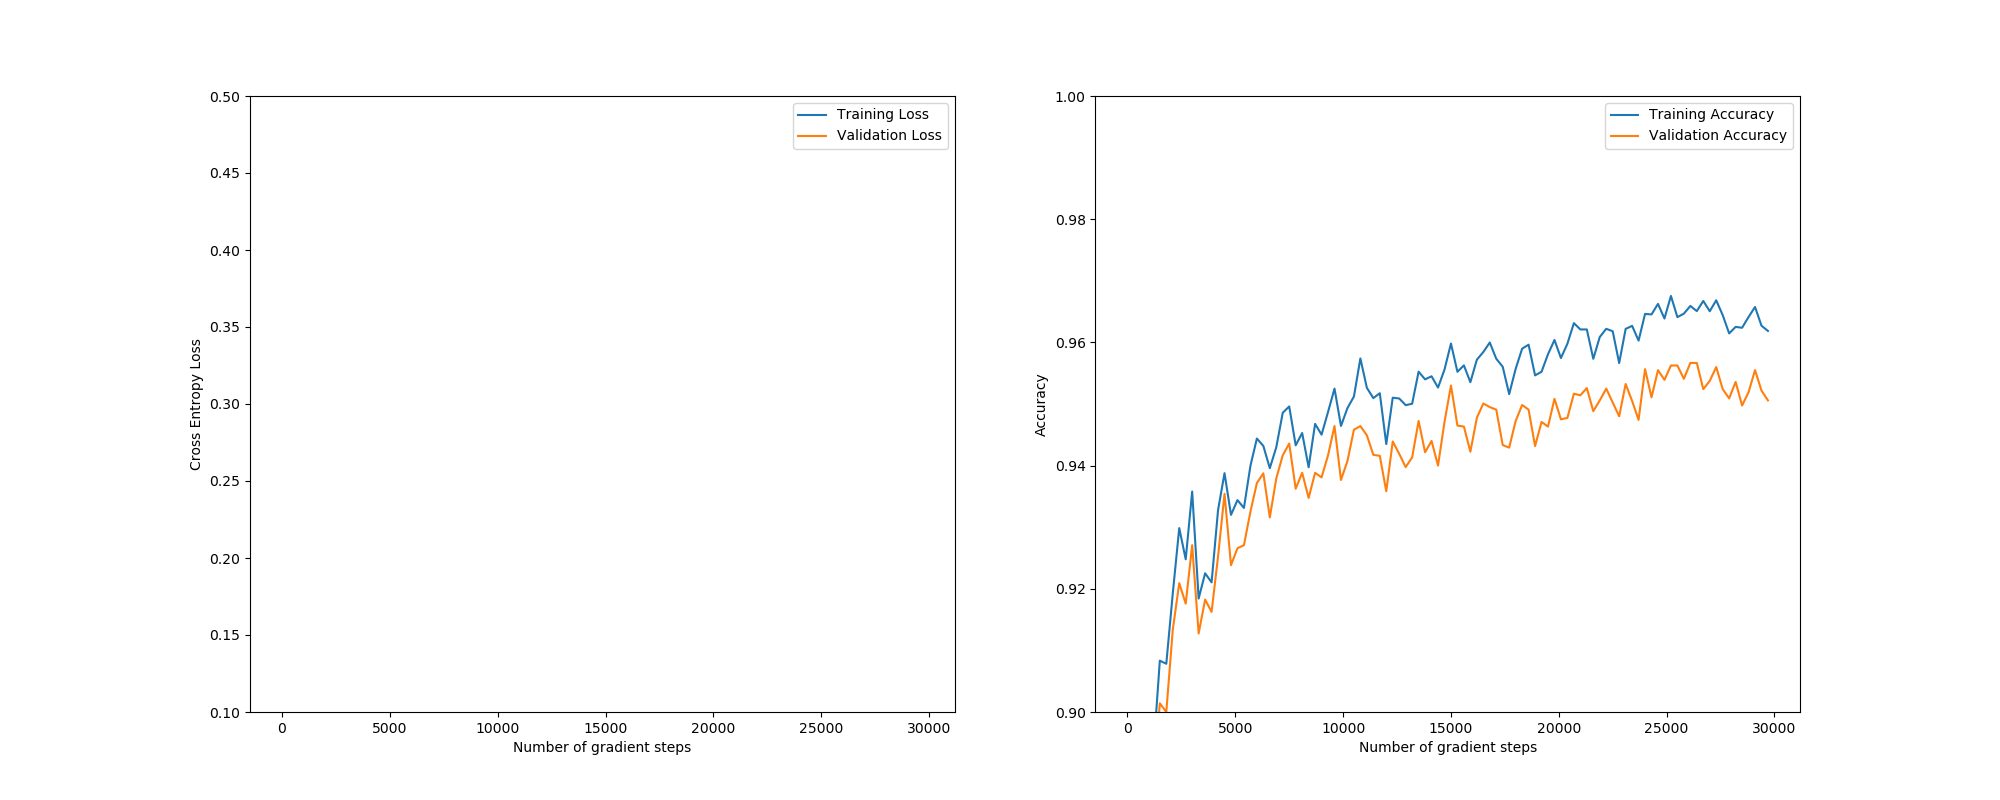 0.50
0.45
0.40
0.35
0.30
0.25
0.20
0.15
0.10
Cross Entropy Loss
Training Loss
Validation Loss
0 5000 10000 15000 20000 25000 30000
Number of gradient steps
1.00
0.98
0.96
0.94
0.92
0.90
Accuracy
Training Accuracy
Validation Accuracy
0 5000 10000 15000 20000 25000 30000
Number of gradient steps